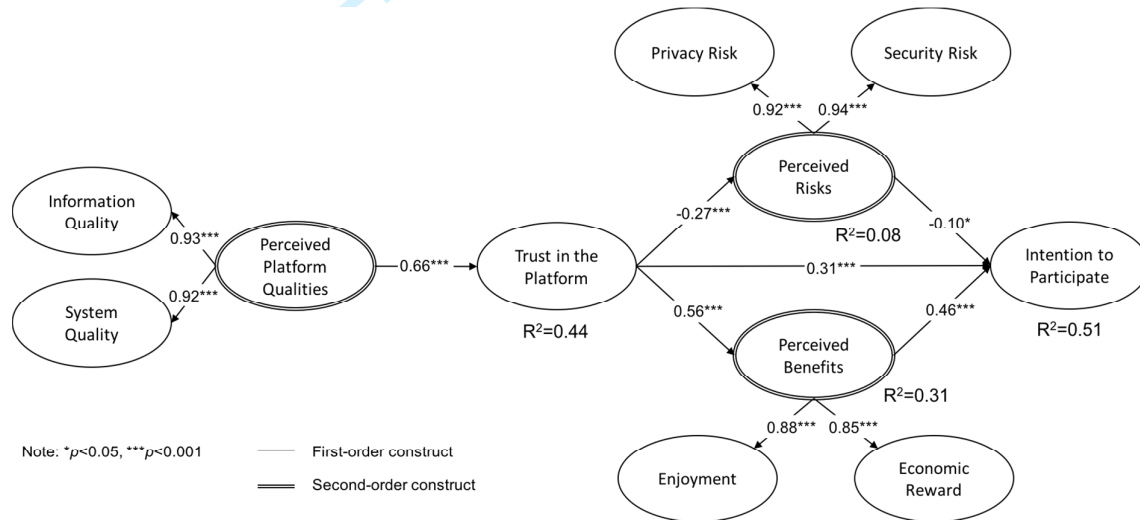 Privacy Risk
Security Risk
0.92***
0.94***
Perceived
Risks
Information
Quality
0.93***
Perceived
Platform
Qualities
0.92***
System
Quality
0.66***
Trust in the
Platform
R²=0.44
-0.27***
R²=0.08
-0.10*
0.31***
Intention to
Participate
R²=0.51
0.56***
0.46***
Perceived
Benefits
R²=0.31
0.88***
0.85***
Enjoyment
Economic
Reward
Note: *p<0.05, ***p<0.001
First-order construct
Second-order construct